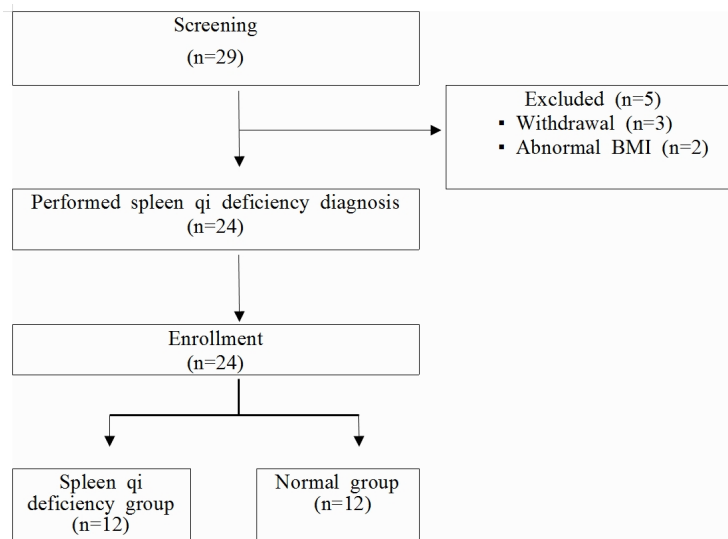 Screening
(n=29)
Excluded (n=5)
▪ Withdrawal (n=3)
▪ Abnormal BMI (n=2)
Performed spleen qi deficiency diagnosis
(n=24)
Enrollment
(n=24)
Spleen qi
deficiency group
(n=12)
Normal group
(n=12)